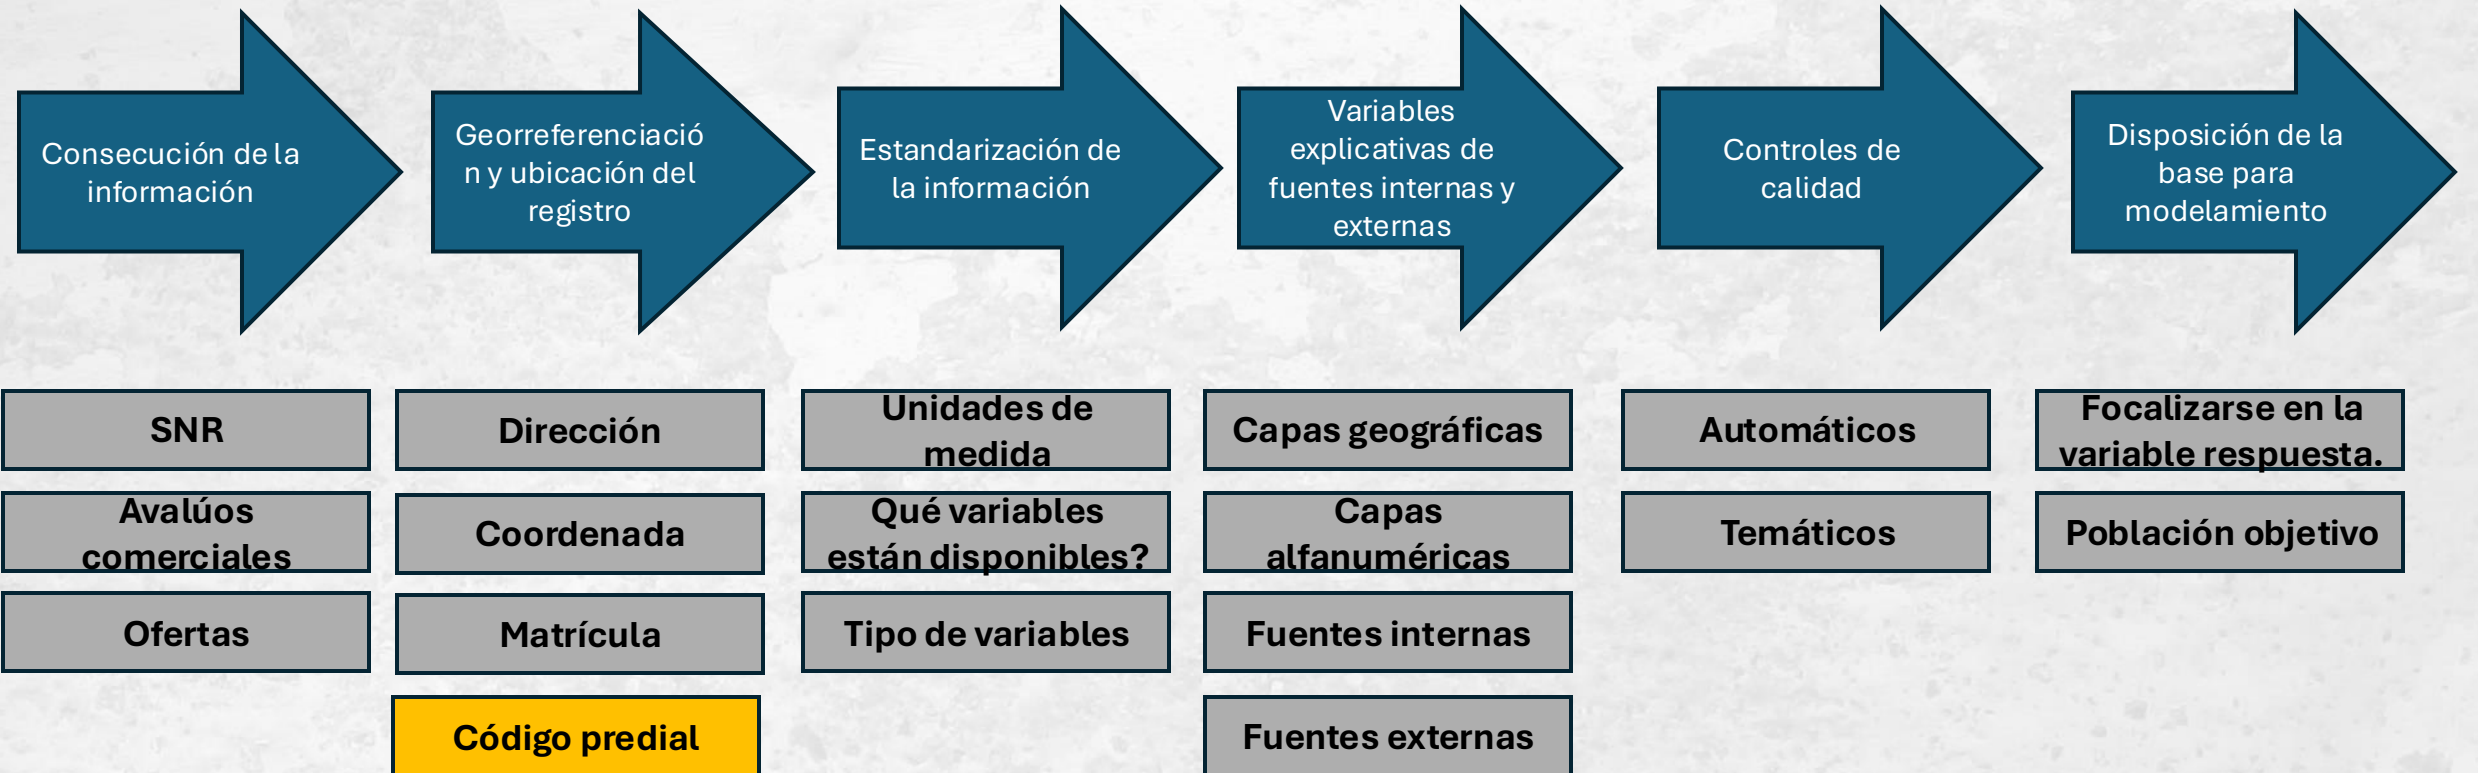 Consecución de la
información
Georreferenciació
n y ubicación del
registro
Estandarización de
la información
Variables
explicativas de
fuentes internas y
externas
Controles de
calidad
Disposición de la
base para
modelamiento
SNR
Avalúos
comerciales
Ofertas
Dirección
Coordenada
Matrícula
Código predial
Unidades de
medida
Qué variables
están disponibles?
Tipo de variables
Capas geográficas
Capas
alfanuméricas
Fuentes internas
Fuentes externas
Automáticos
Temáticos
Focalizarse en la
variable respuesta.
Población objetivo